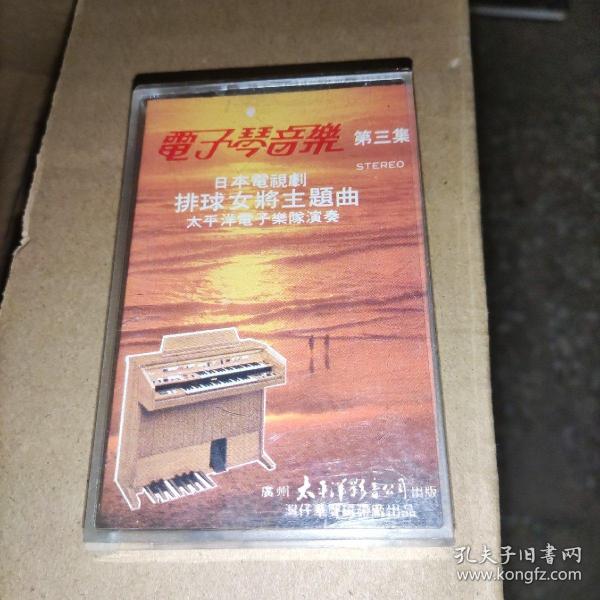 電子琴音樂 第三集
STEREO
日本電視劇
排球女將主題曲
太平洋電子樂隊演奏
廣州 太平洋影音公司 出版
孔夫子旧书网
www.kongfz.com